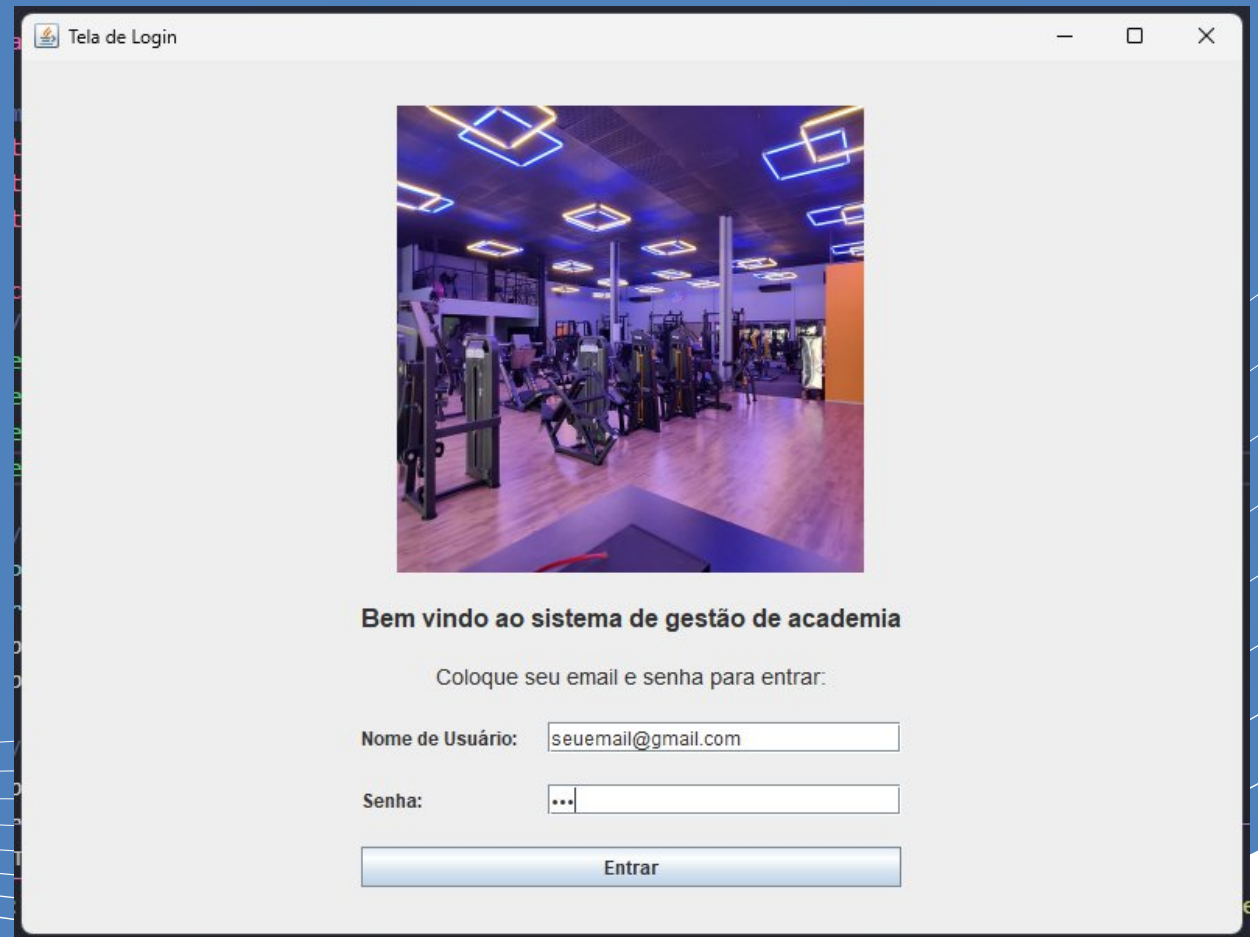 Tela de Login
Bem vindo ao sistema de gestão de academia
Coloque seu email e senha para entrar:
Nome de Usuário: seuemail@gmail.com
Senha: •••
Entrar